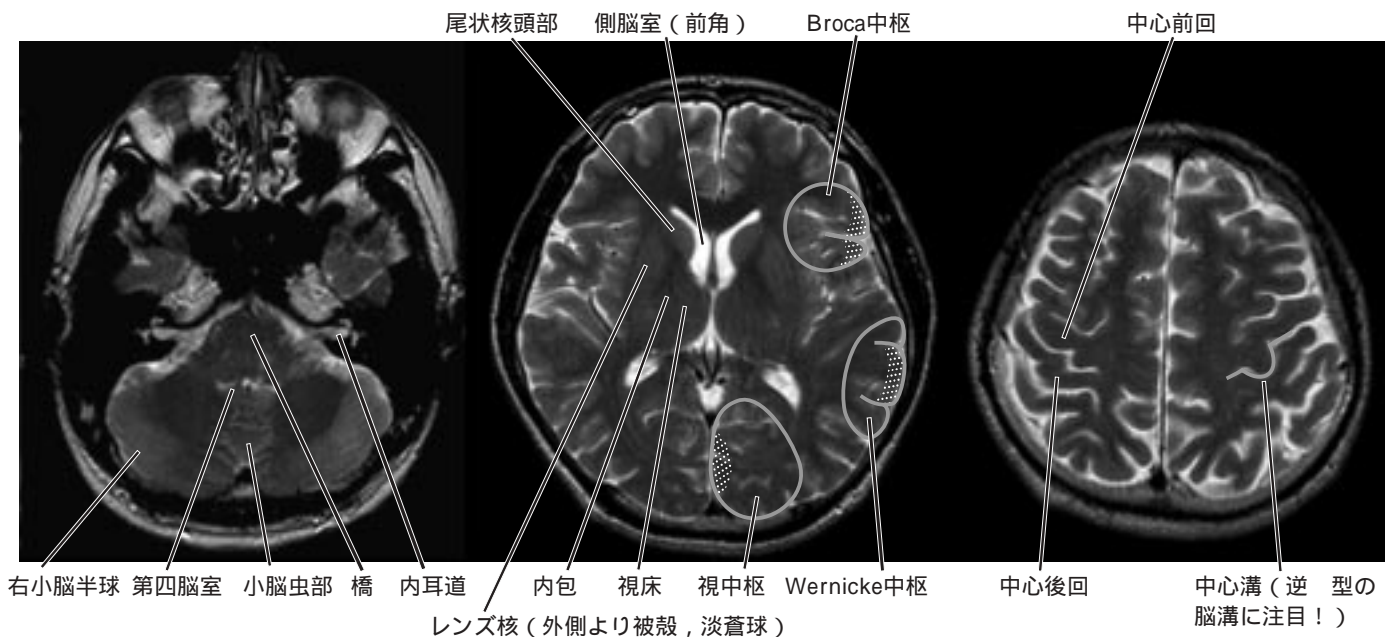 尾状核頭部 側脳室（前角） Broca中枢 中心前回
右小脳半球 第四脳室 小脳虫部 橋 内耳道 内包 視床 視中枢 Wernicke中枢 中心後回 中心溝（逆 型の
脳溝に注目！）
レンズ核（外側より被殻，淡蒼球）